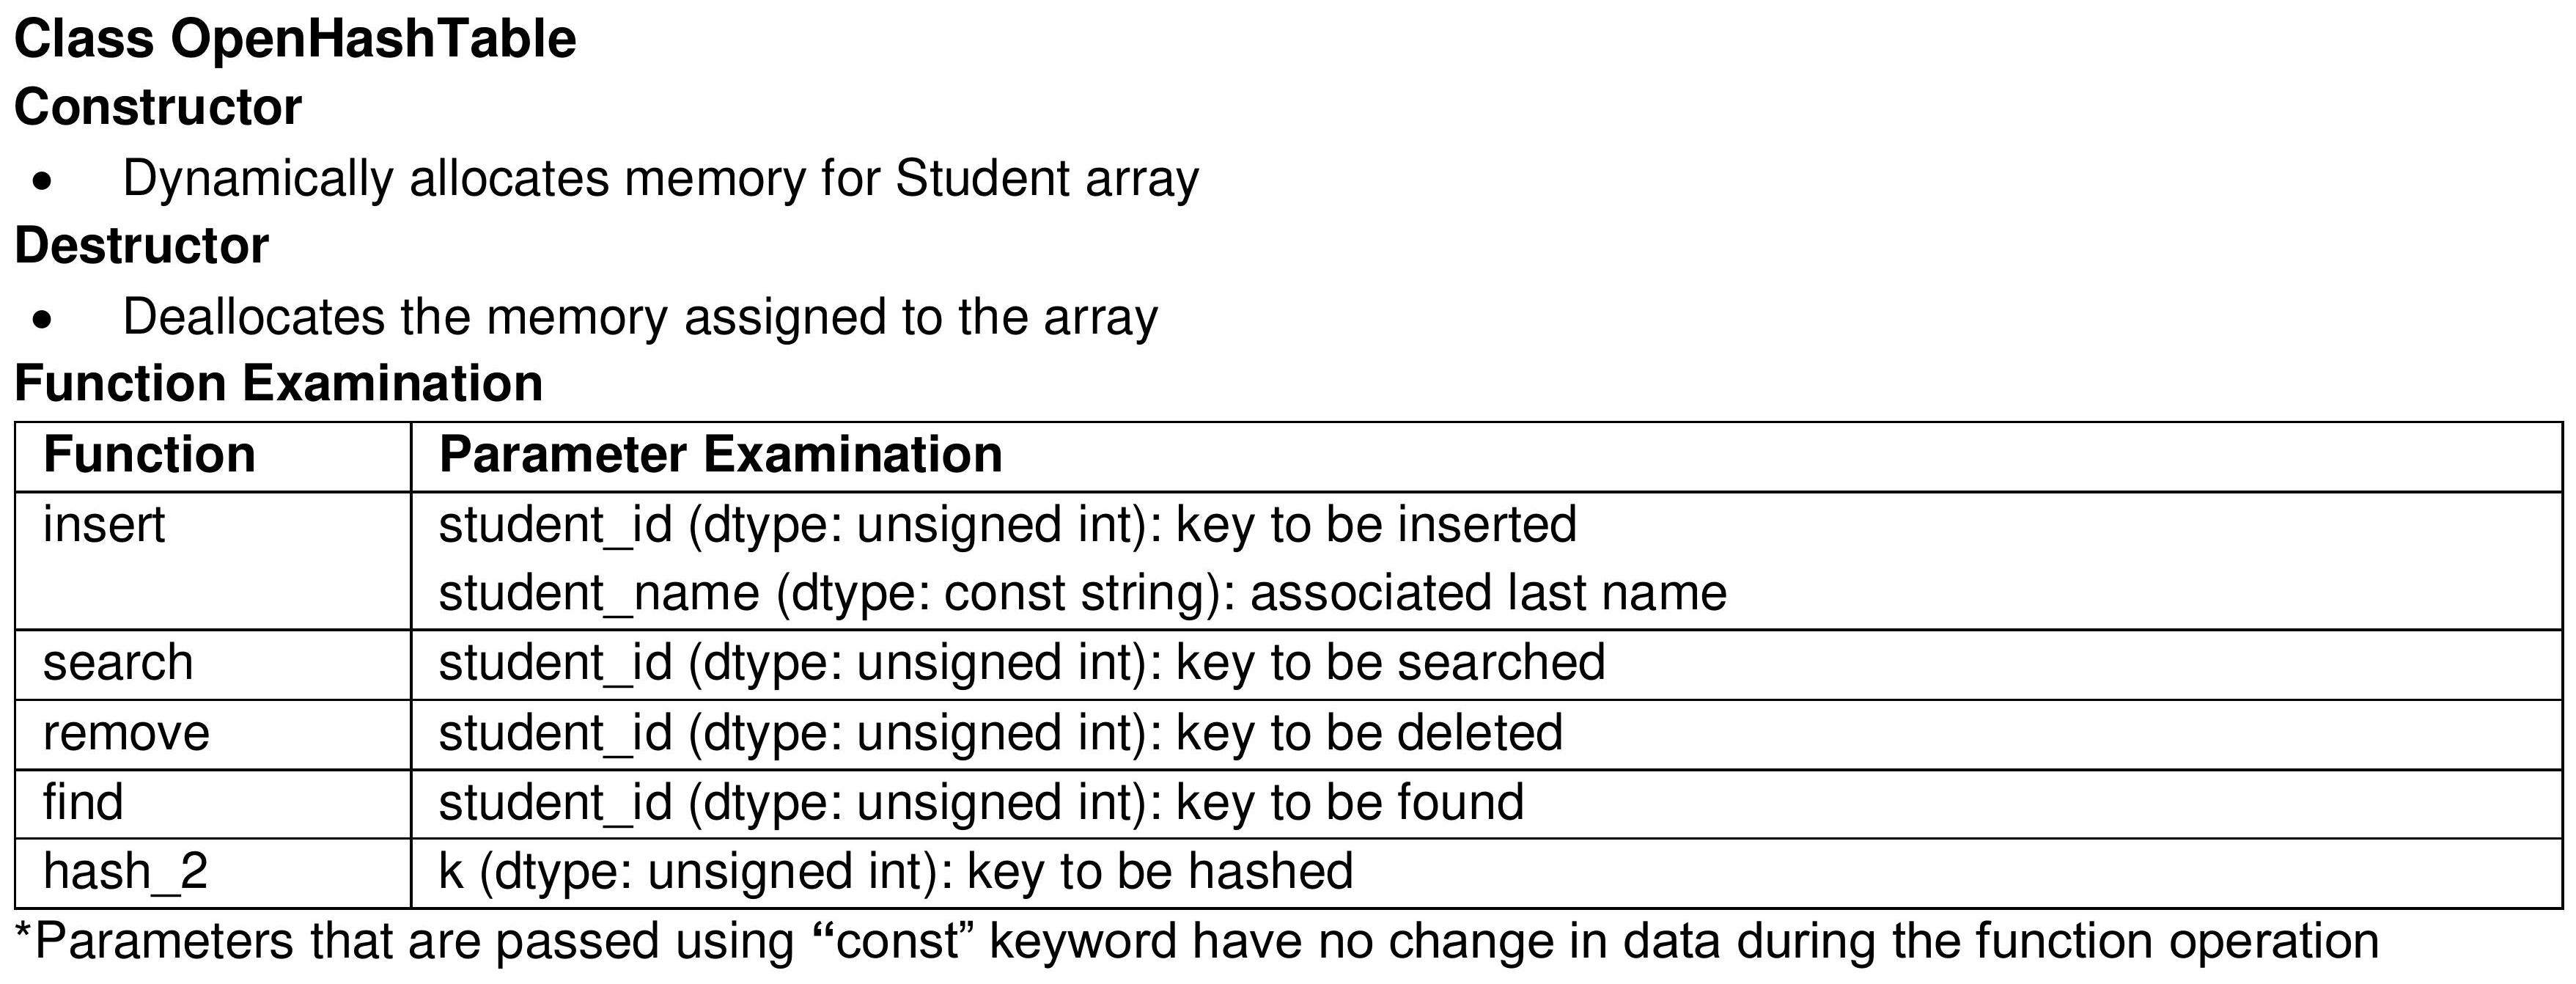 Class OpenHashTable
Constructor
• Dynamically allocates memory for Student array
Destructor
• Deallocates the memory assigned to the array
Function Examination
Function Parameter Examination
insert student_id (dtype: unsigned int): key to be inserted
student_name (dtype: const string): associated last name
search student_id (dtype: unsigned int): key to be searched
remove student_id (dtype: unsigned int): key to be deleted
find student_id (dtype: unsigned int): key to be found
hash_2 k (dtype: unsigned int): key to be hashed
*Parameters that are passed using “const” keyword have no change in data during the function operation